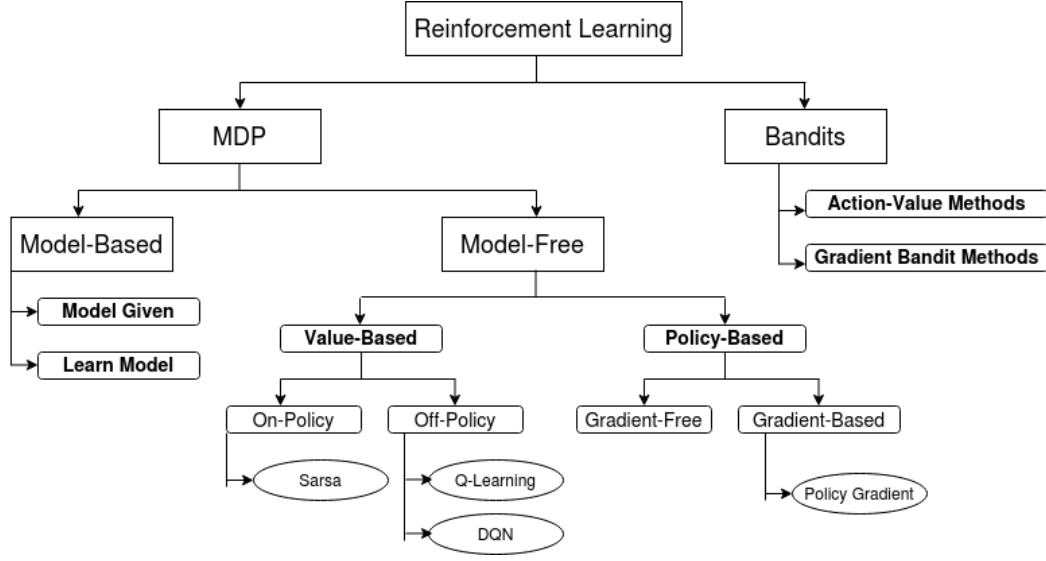 Reinforcement Learning
MDP
Bandits
Action-Value Methods
Model-Based
Model-Free
Gradient Bandit Methods
Model Given
Value-Based
Policy-Based
Learn Model
On-Policy
Off-Policy
Gradient-Free
Gradient-Based
Sarsa
Q-Learning
Policy Gradient
DQN